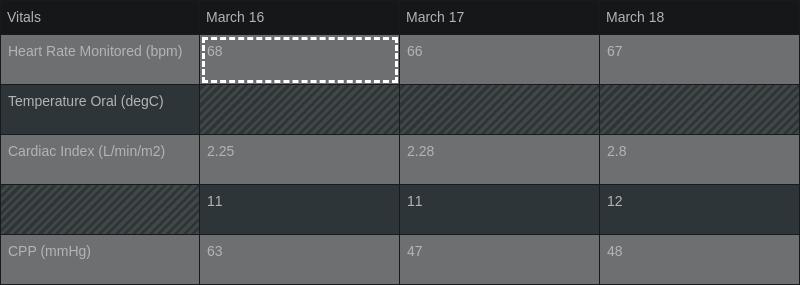 Vitals March 16 March 17 March 18
Heart Rate Monitored (bpm) 68 66 67
Temperature Oral (degC)
Cardiac Index (L/min/m2) 2.25 2.28 2.8
11 11 12
CPP (mmHg) 63 47 48